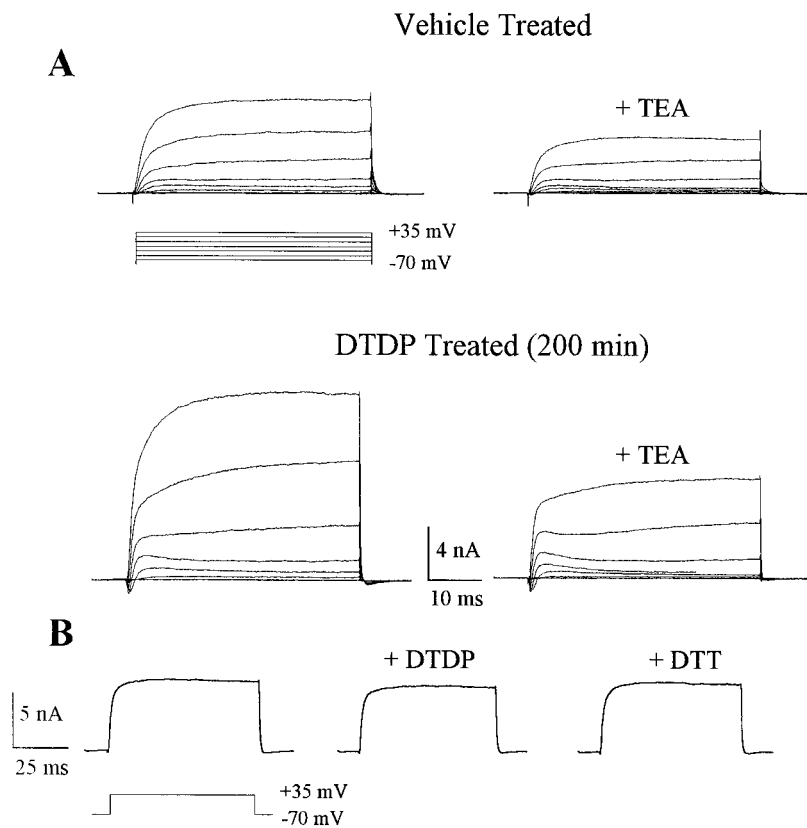 Vehicle Treated
A
+ TEA
+35 mV
-70 mV
DTDP Treated (200 min)
+ TEA
4 nA
10 ms
B
+ DTDP
+ DTT
5 nA
25 ms
+35 mV
-70 mV